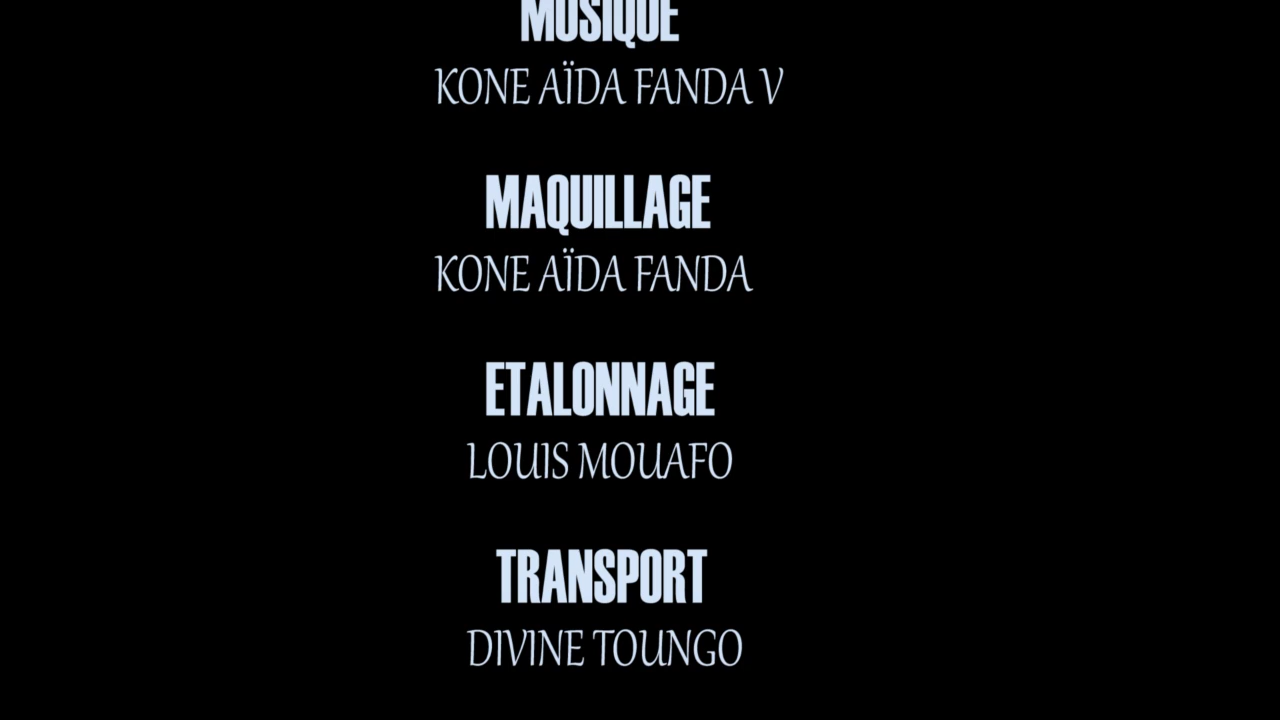 MUSIQUE
KONE AÏDA FANDA V
MAQUILLAGE
KONE AÏDA FANDA
ETALONNAGE
LOUIS MOUAFO
TRANSPORT
DIVINE TOUNGO